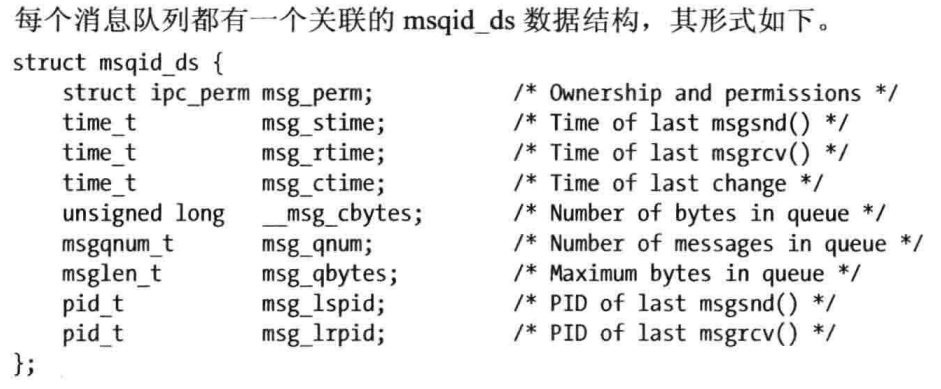 每个消息队列都有一个关联的 msqid_ds 数据结构，其形式如下。
struct msqid_ds {
    struct ipc_perm msg_perm;        /* Ownership and permissions */
    time_t          msg_stime;       /* Time of last msgsnd() */
    time_t          msg_rtime;       /* Time of last msgrcv() */
    time_t          msg_ctime;       /* Time of last change */
    unsigned long   __msg_cbytes;    /* Number of bytes in queue */
    msgqnum_t       msg_qnum;        /* Number of messages in queue */
    msglen_t        msg_qbytes;      /* Maximum bytes in queue */
    pid_t           msg_lspid;       /* PID of last msgsnd() */
    pid_t           msg_lrpid;       /* PID of last msgrcv() */
};